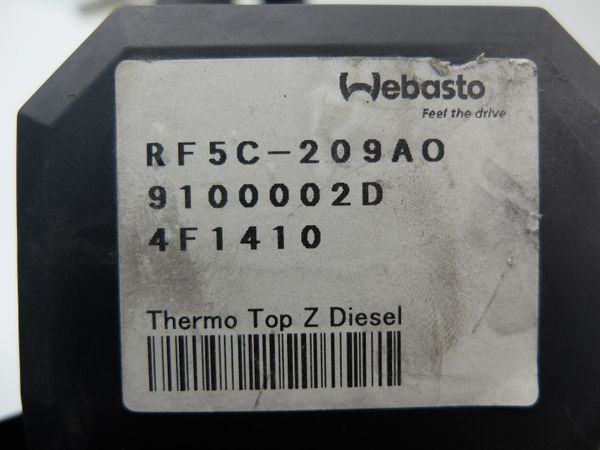 Webasto
Feel the drive
RF5C-209A0
9100002D
4F1410
Thermo Top Z Diesel